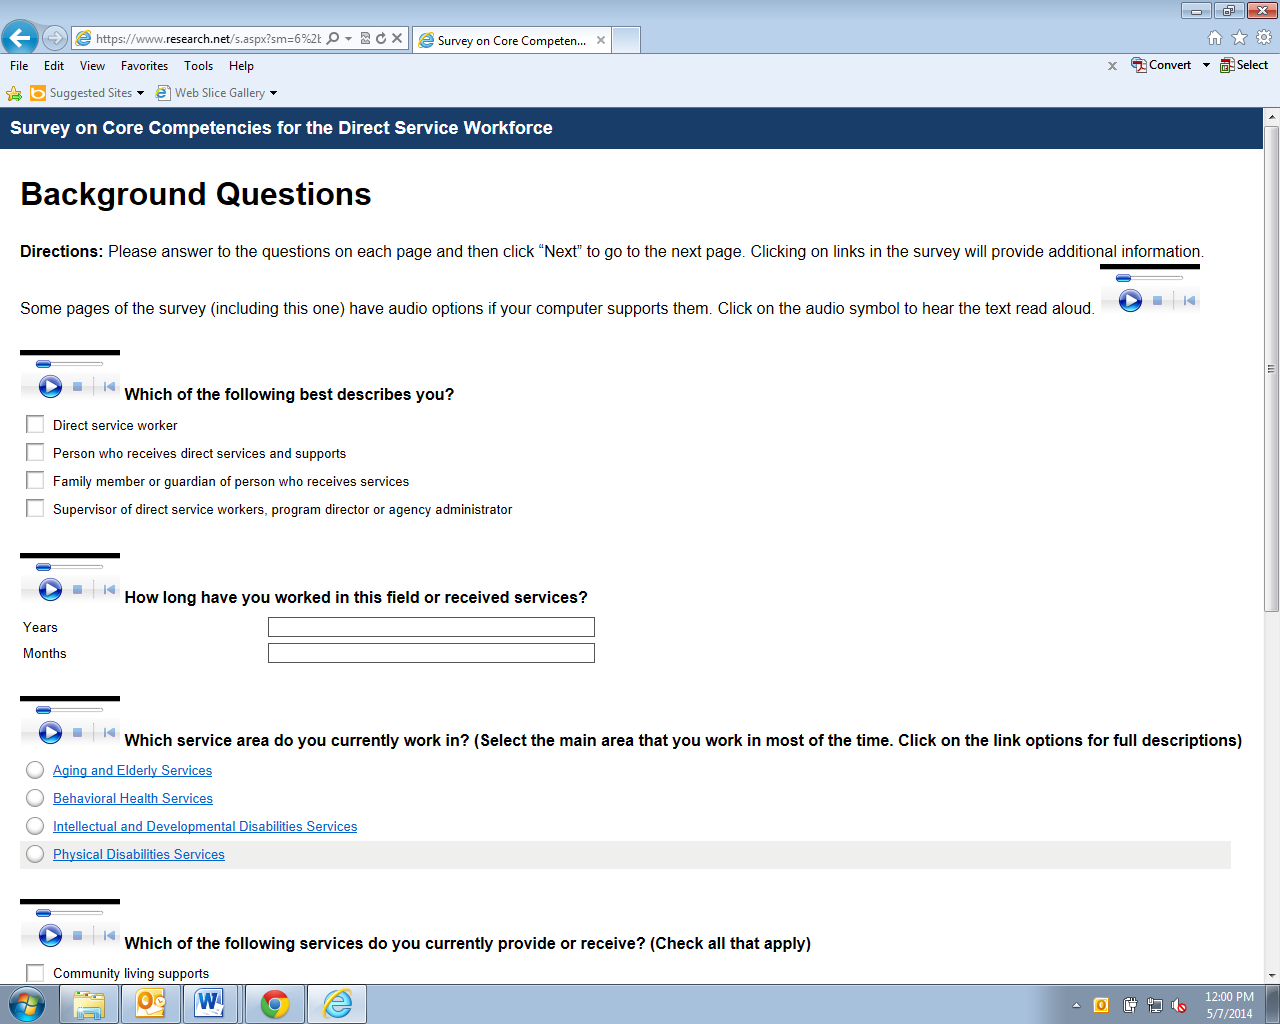 https://www.research.net/s.aspx?sm=6%2b
Survey on Core Competen...
File Edit View Favorites Tools Help
Convert Select
Suggested Sites Web Slice Gallery
Survey on Core Competencies for the Direct Service Workforce
Background Questions
Directions: Please answer to the questions on each page and then click “Next” to go to the next page. Clicking on links in the survey will provide additional information.
Some pages of the survey (including this one) have audio options if your computer supports them. Click on the audio symbol to hear the text read aloud.
Which of the following best describes you?
Direct service worker
Person who receives direct services and supports
Family member or guardian of person who receives services
Supervisor of direct service workers, program director or agency administrator
How long have you worked in this field or received services?
Years
Months
Which service area do you currently work in? (Select the main area that you work in most of the time. Click on the link options for full descriptions)
Aging and Elderly Services
Behavioral Health Services
Intellectual and Developmental Disabilities Services
Physical Disabilities Services
Which of the following services do you currently provide or receive? (Check all that apply)
Community living supports
12:00 PM
5/7/2014